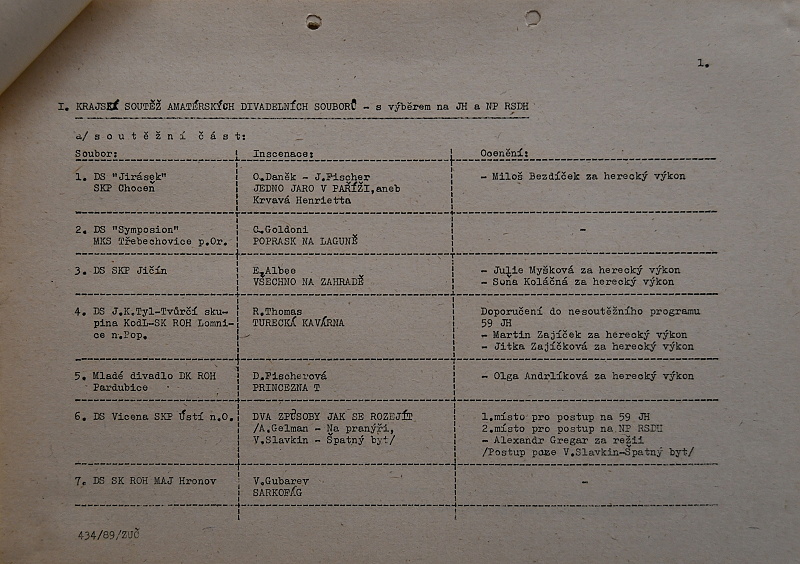 1.
I. KRAJSKÁ SOUTĚŽ AMATÉRSKÝCH DIVADELNÍCH SOUBORŮ - s výběrem na JH a NP RSDH
a/ s o u t ě ž n í  č á s t :
Soubor: Inscenace: Ocenění:
1. DS "Jirásek" O.Daněk - J.Fischer - Miloš Bezdíček za herecký výkon
SKP Choceň JEDNO JARO V PAŘÍŽI,aneb
Krvavá Henrietta
2. DS "Symposion" C.Goldoni -
MKS Třebechovice p.Or. POPRASK NA LAGUNĚ
3. DS SKP Jičín E.Albee - Julie Myšková za herecký výkon
VŠECHNO NA ZAHRADĚ - Soňa Koláčná za herecký výkon
4. DS J.K.Tyl-Tvůrčí sku- R.Thomas Doporučení do nesoutěžního programu
pina Kodl-SK ROH Lomni- TURECKÁ KAVÁRNA 59 JH
ce n.Pop. - Martin Zajíček za herecký výkon
- Jitka Zajíčková za herecký výkon
5. Mladé divadlo DK ROH D.Fischerová - Olga Andrlíková za herecký výkon
Pardubice PRINCEZNA T
6. DS Vicena SKP Ústí n.O. DVA ZPŮSOBY JAK SE ROZEJÍT 1.místo pro postup na 59 JH
/A.Gelman - Na pranýři, 2.místo pro postup na NP RSDH
V.Slavkin - Špatný byt/ - Alexandr Gregar za režii
/Postup poze V.Slavkin-Špatný byt/
7. DS SK ROH MAJ Hronov V.Gubarev -
SARKOFÁG
434/89/ZUČ